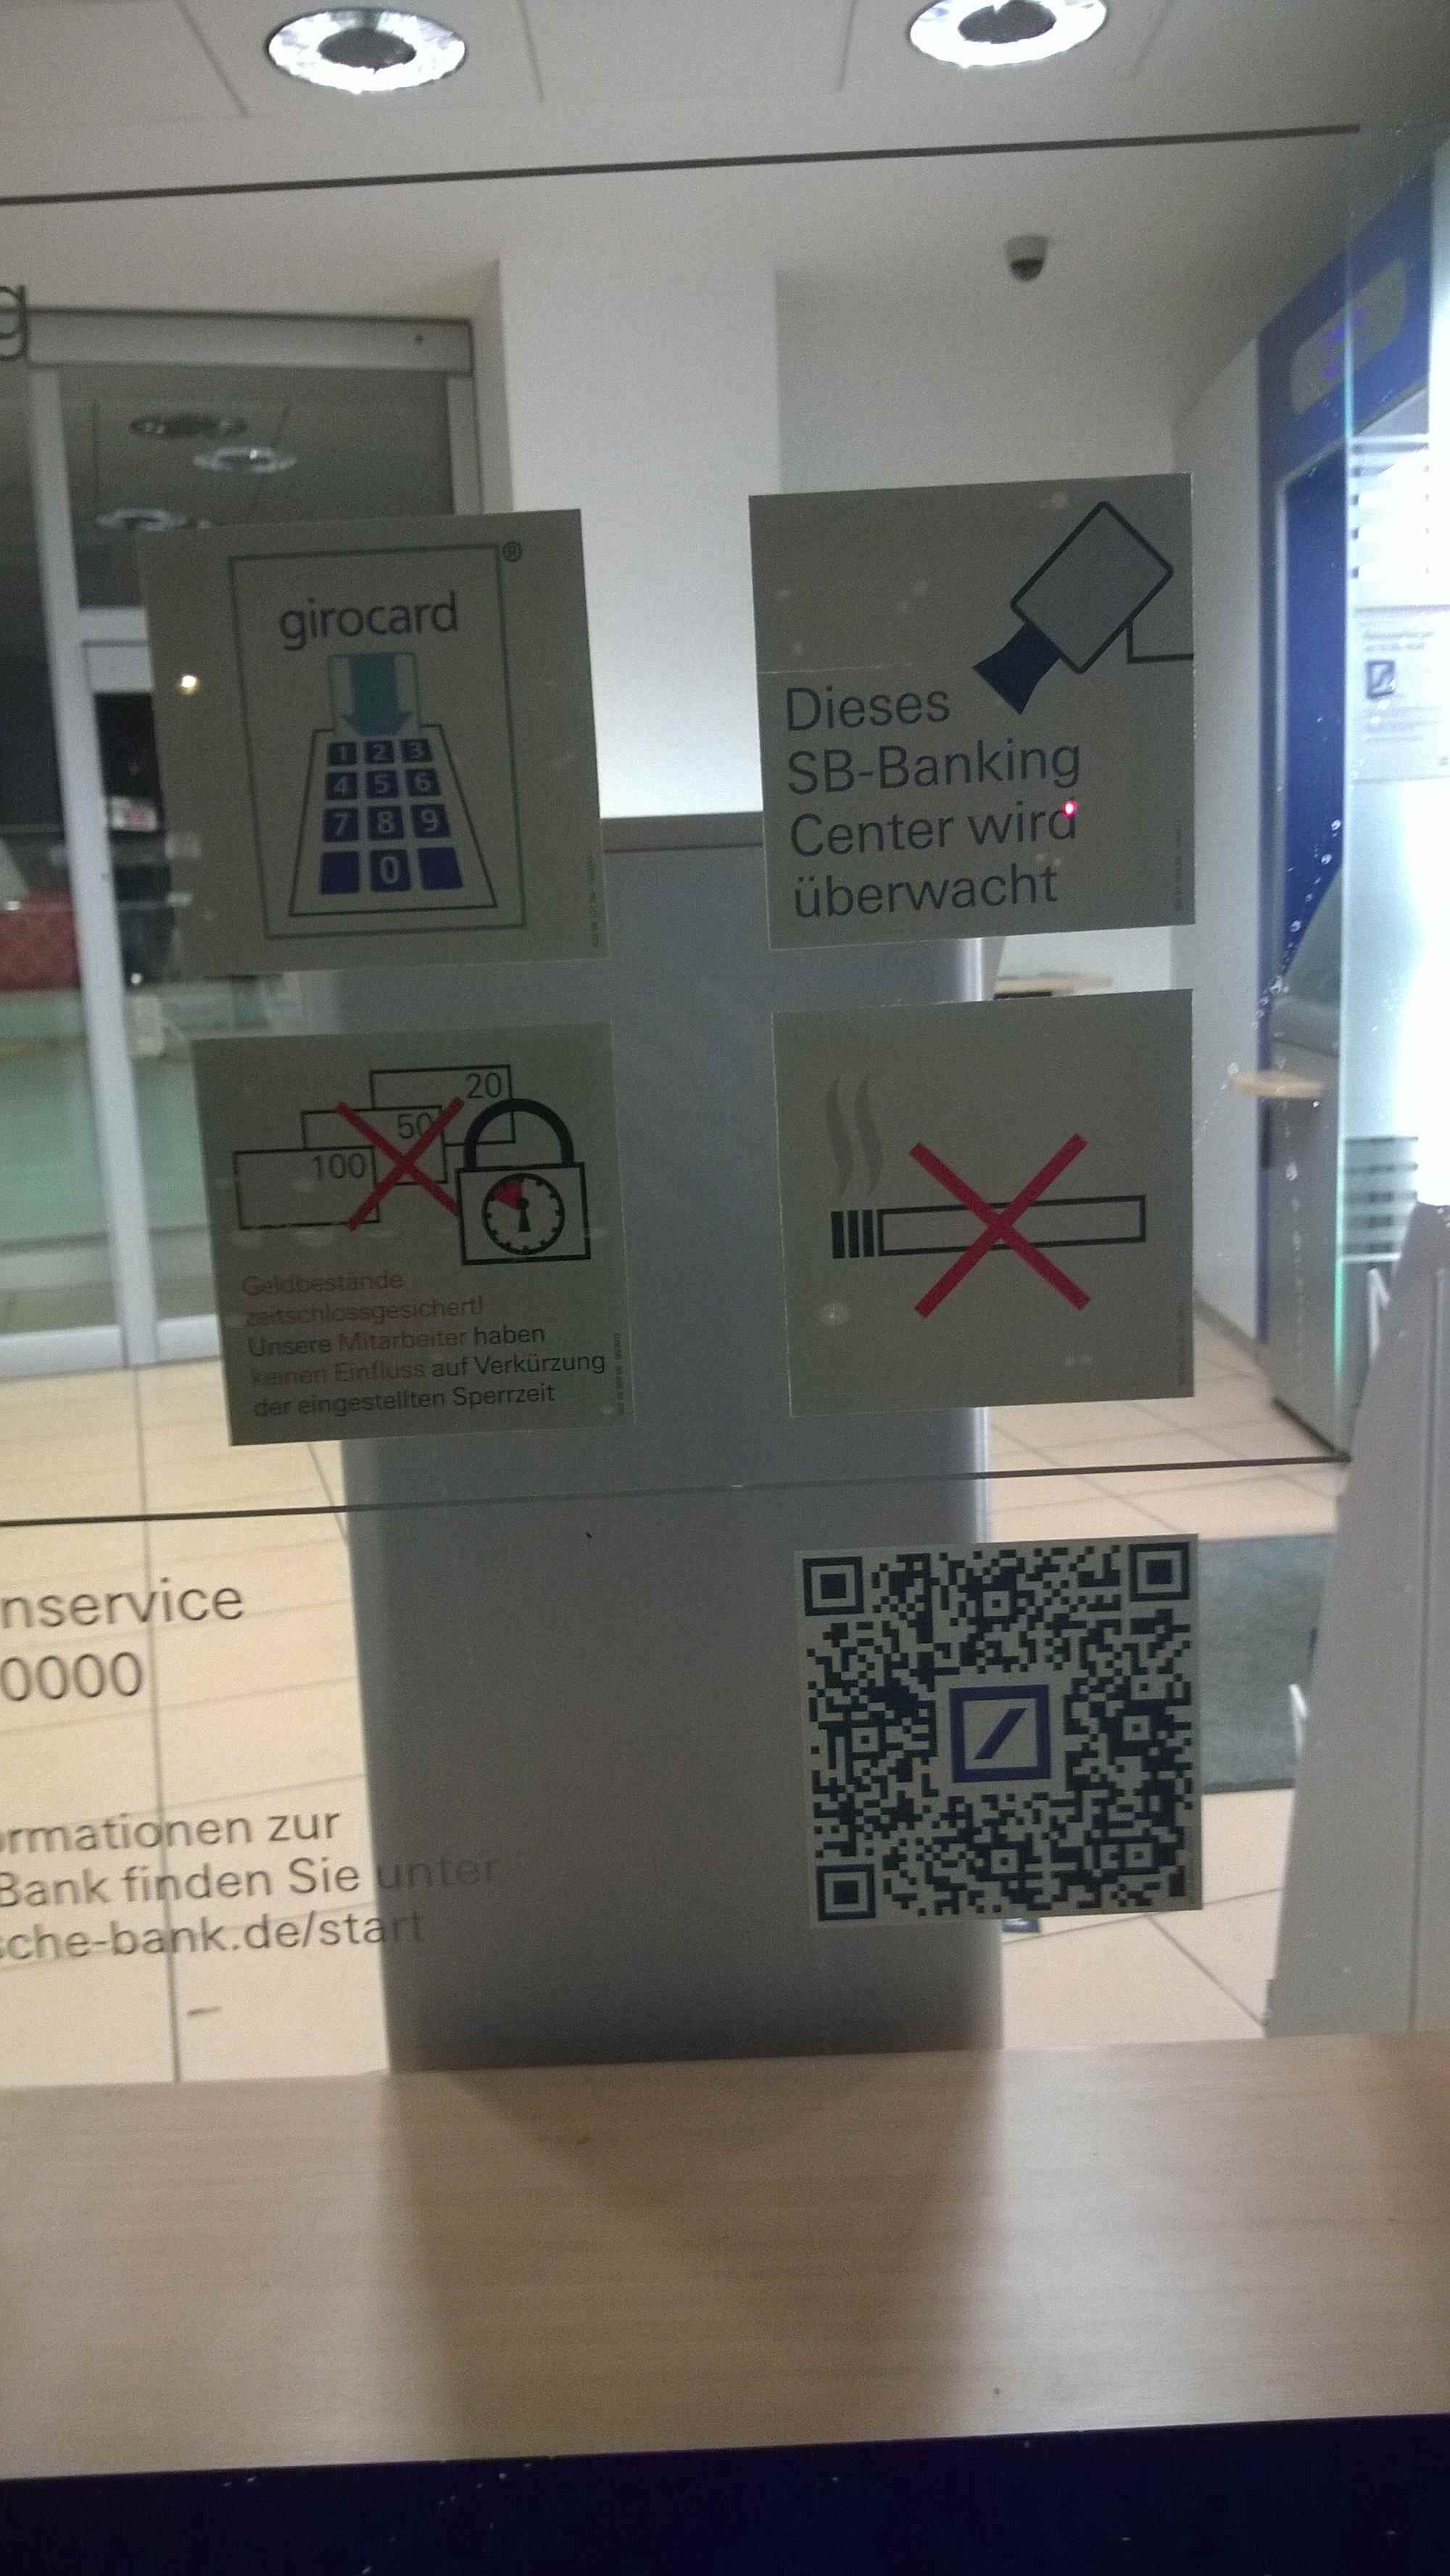 g
girocard
®
1 2 3
4 5 6
7 8 9
0
Dieses
SB-Banking
Center wird
überwacht
20
50
100
Geldbestände
zeitschlossgesichert!
Unsere Mitarbeiter haben
keinen Einfluss auf Verkürzung
der eingestellten Sperrzeit
nservice
0000
ormationen zur
Bank finden Sie unter
sche-bank.de/start